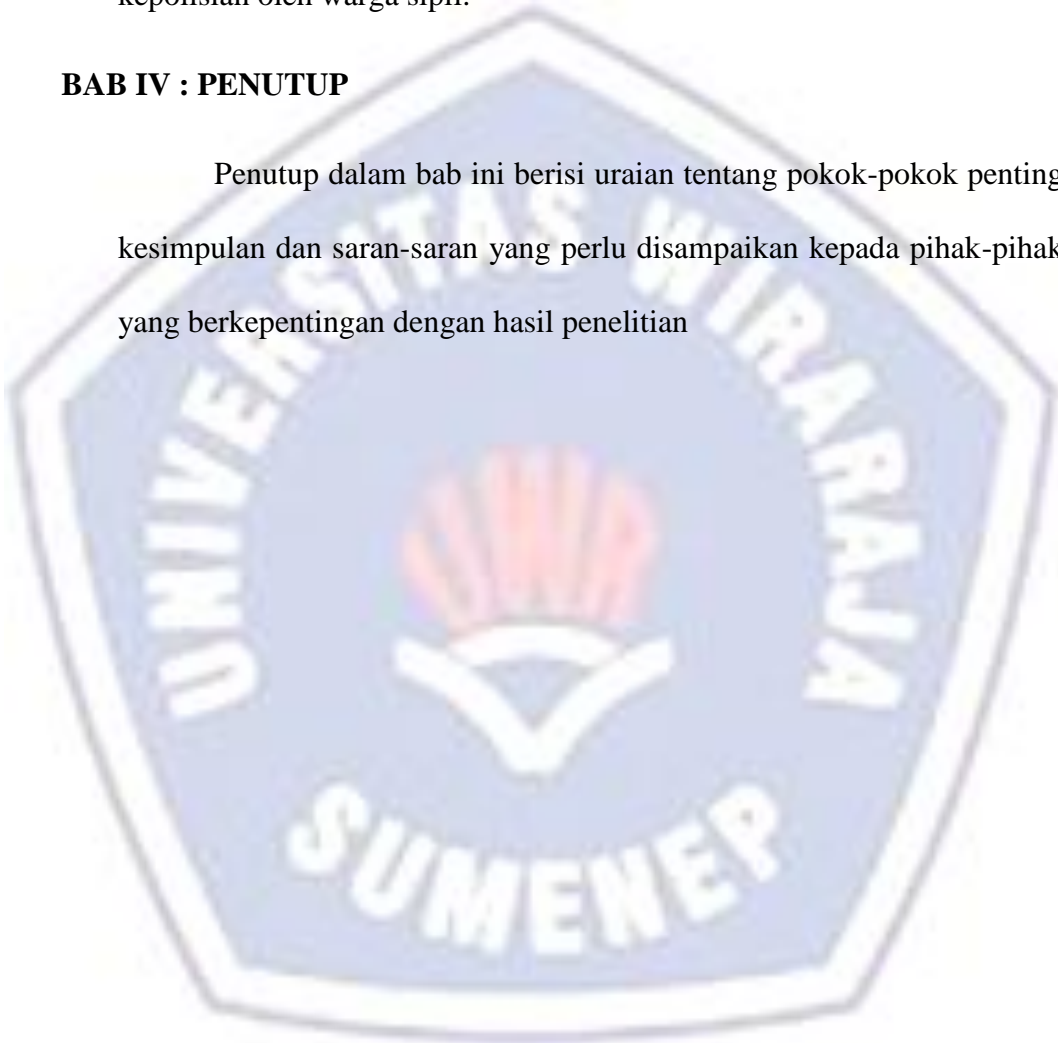 kepolisian oleh warga sipil.
BAB IV : PENUTUP
Penutup dalam bab ini berisi uraian tentang pokok-pokok penting
kesimpulan dan saran-saran yang perlu disampaikan kepada pihak-pihak
yang berkepentingan dengan hasil penelitian
UNIVERSITAS WIRARAJA
UWR
SUMENEP